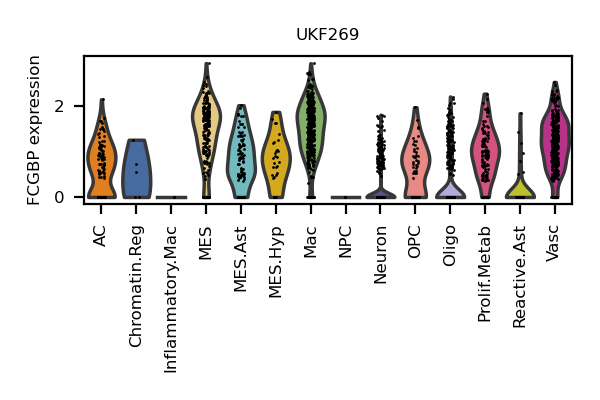 UKF269
FCGBP expression
2
0
AC
Chromatin.Reg
Inflammatory.Mac
MES
MES.Ast
MES.Hyp
Mac
NPC
Neuron
OPC
Oligo
Prolif.Metab
Reactive.Ast
Vasc